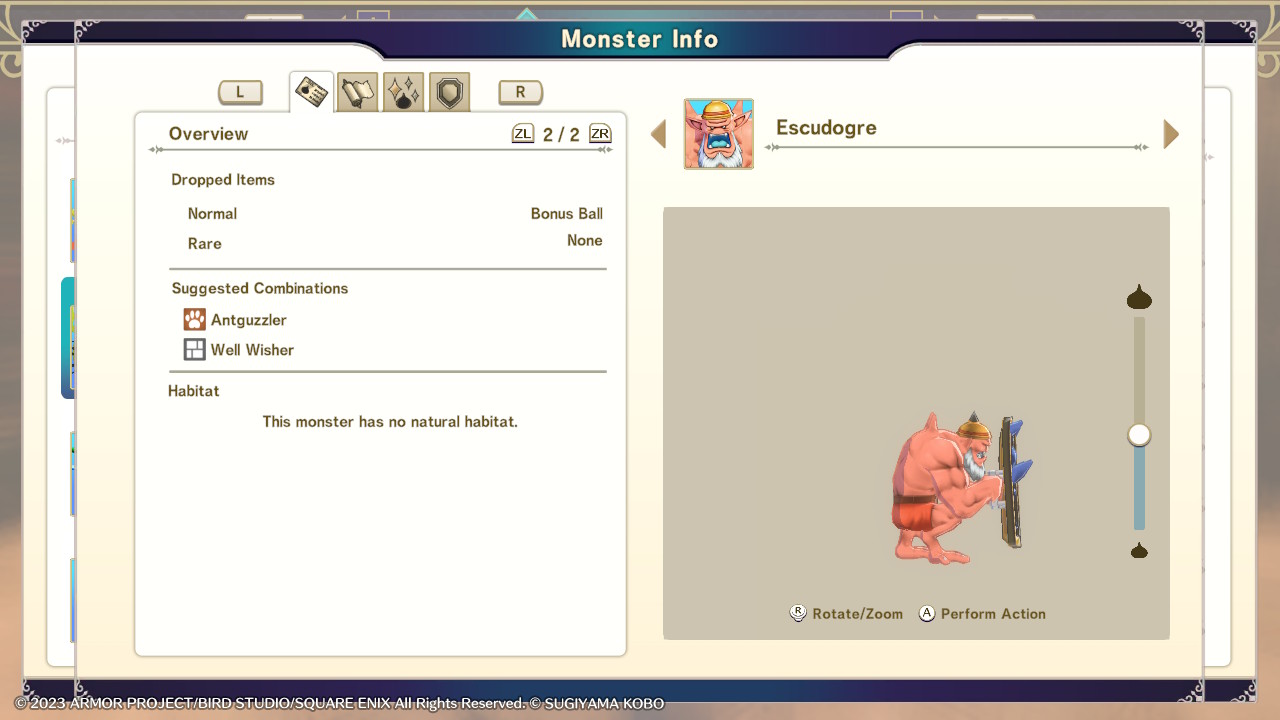 Monster Info
L
R
Overview
ZL 2 / 2 ZR
Dropped Items
Normal Bonus Ball
Rare None
Suggested Combinations
Antguzzler
Well Wisher
Habitat
This monster has no natural habitat.
Escudogre
R Rotate/Zoom A Perform Action
© 2023 ARMOR PROJECT/BIRD STUDIO/SQUARE ENIX All Rights Reserved. © SUGIYAMA KOBO